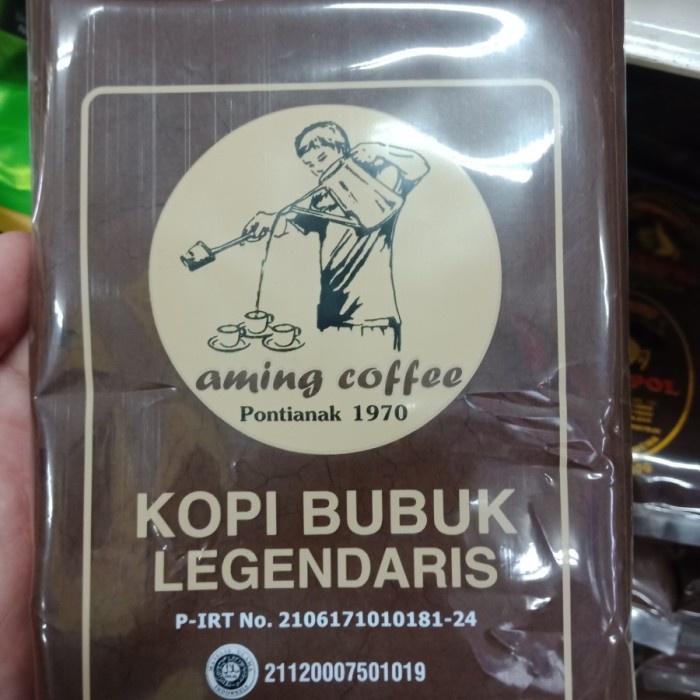 aming coffee
Pontianak 1970
KOPI BUBUK
LEGENDARIS
P-IRT No. 2106171010181-24
21120007501019